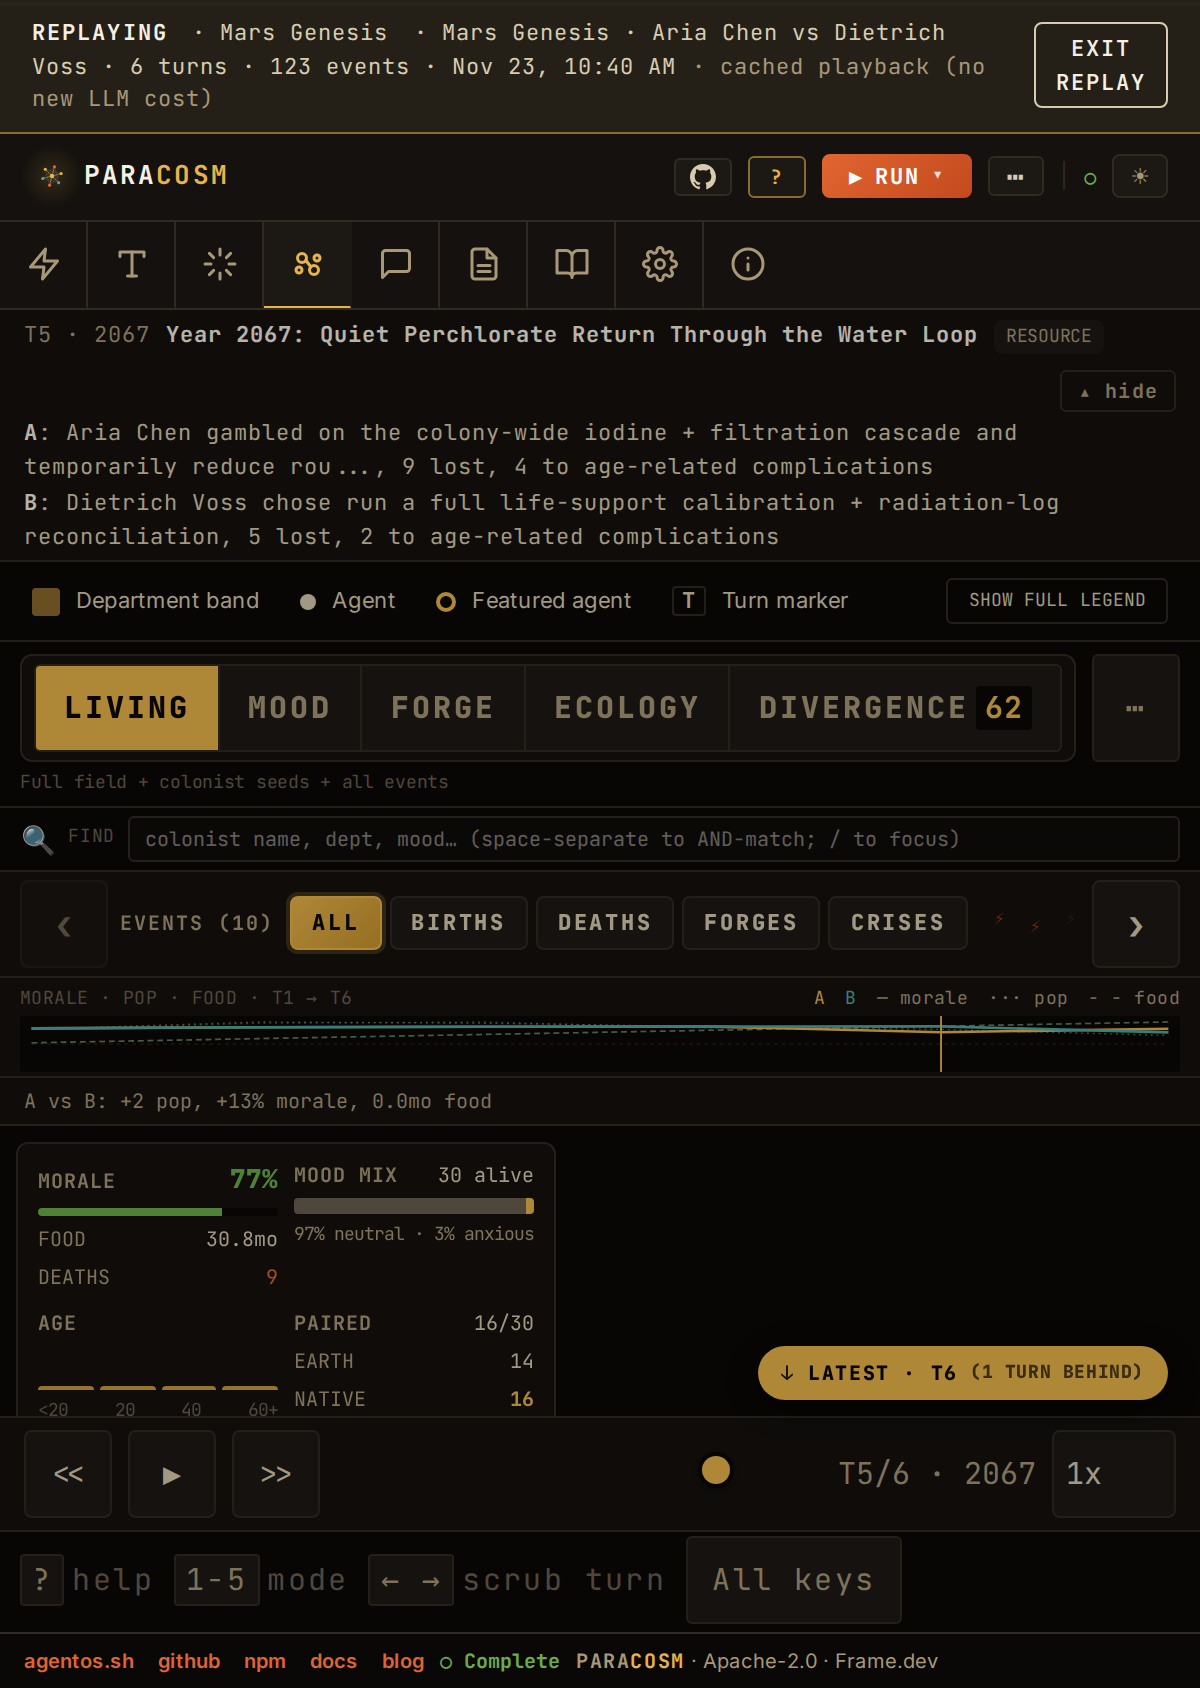 REPLAYING · Mars Genesis · Mars Genesis · Aria Chen vs Dietrich
Voss · 6 turns · 123 events · Nov 23, 10:40 AM · cached playback (no
new LLM cost)
EXIT
REPLAY
PARACOSM
?
▶ RUN ▾
T5 · 2067 Year 2067: Quiet Perchlorate Return Through the Water Loop RESOURCE
▴ hide
A: Aria Chen gambled on the colony-wide iodine + filtration cascade and
temporarily reduce rou..., 9 lost, 4 to age-related complications
B: Dietrich Voss chose run a full life-support calibration + radiation-log
reconciliation, 5 lost, 2 to age-related complications
Department band Agent Featured agent T Turn marker SHOW FULL LEGEND
LIVING MOOD FORGE ECOLOGY DIVERGENCE 62 ⋯
Full field + colonist seeds + all events
FIND colonist name, dept, mood… (space-separate to AND-match; / to focus)
‹ EVENTS (10) ALL BIRTHS DEATHS FORGES CRISES ›
MORALE · POP · FOOD · T1 → T6 A B — morale ··· pop - - food
A vs B: +2 pop, +13% morale, 0.0mo food
MORALE 77% MOOD MIX 30 alive
97% neutral · 3% anxious
FOOD 30.8mo
DEATHS 9
AGE PAIRED 16/30
EARTH 14
NATIVE 16
<20 20 40 60+
↓ LATEST · T6 (1 TURN BEHIND)
<< ▶ >> T5/6 · 2067 1x
? help 1-5 mode ← → scrub turn All keys
agentos.sh github npm docs blog ○ Complete PARACOSM · Apache-2.0 · Frame.dev